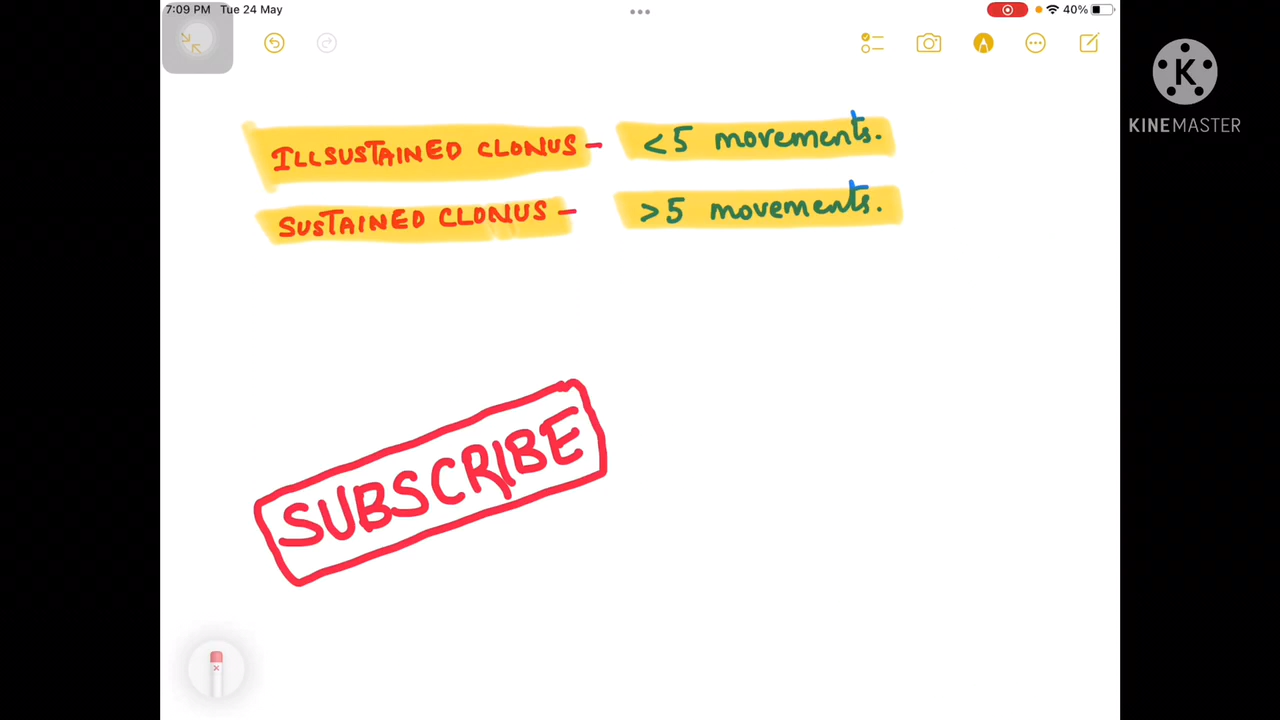 7:09 PM Tue 24 May
40%
K
KINEMASTER
ILLSUSTAINED CLONUS - <5 movements.
SUSTAINED CLONUS - >5 movements.
SUBSCRIBE